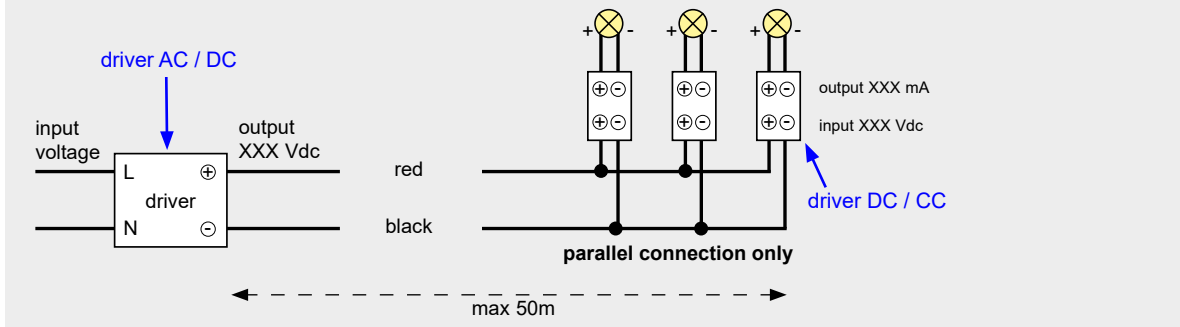 + - + - + -
driver AC / DC
+ - + - + -
output XXX mA
input
voltage
output
XXX Vdc
+ - + - + -
input XXX Vdc
L +
red
driver
driver DC / CC
N -
black
parallel connection only
max 50m